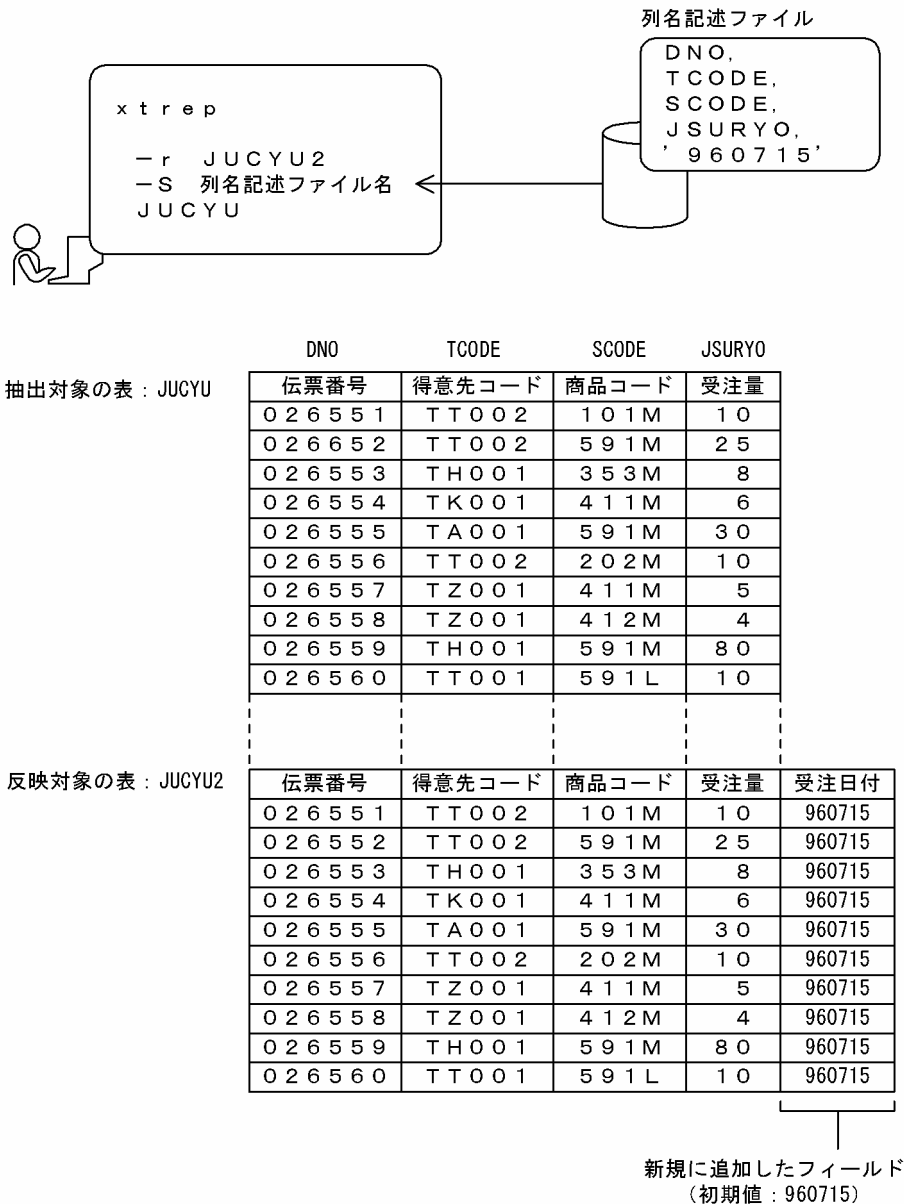 列名記述ファイル
ＤＮＯ,
ＴＣＯＤＥ,
ＳＣＯＤＥ,
ＪＳＵＲＹＯ,
’９６０７１５’
ｘｔｒｅｐ
－ｒ　ＪＵＣＹＵ２
－Ｓ　列名記述ファイル名
ＪＵＣＹＵ
DNO TCODE SCODE JSURYO
抽出対象の表：JUCYU
伝票番号 得意先コード 商品コード 受注量
０２６５５１ ＴＴ００２ １０１Ｍ １０
０２６６５２ ＴＴ００２ ５９１Ｍ ２５
０２６５５３ ＴＨ００１ ３５３Ｍ ８
０２６５５４ ＴＫ００１ ４１１Ｍ ６
０２６５５５ ＴＡ００１ ５９１Ｍ ３０
０２６５５６ ＴＴ００２ ２０２Ｍ １０
０２６５５７ ＴＺ００１ ４１１Ｍ ５
０２６５５８ ＴＺ００１ ４１２Ｍ ４
０２６５５９ ＴＨ００１ ５９１Ｍ ８０
０２６５６０ ＴＴ００１ ５９１Ｌ １０
反映対象の表：JUCYU2
伝票番号 得意先コード 商品コード 受注量 受注日付
０２６５５１ ＴＴ００２ １０１Ｍ １０ 960715
０２６５５２ ＴＴ００２ ５９１Ｍ ２５ 960715
０２６５５３ ＴＨ００１ ３５３Ｍ ８ 960715
０２６５５４ ＴＫ００１ ４１１Ｍ ６ 960715
０２６５５５ ＴＡ００１ ５９１Ｍ ３０ 960715
０２６５５６ ＴＴ００２ ２０２Ｍ １０ 960715
０２６５５７ ＴＺ００１ ４１１Ｍ ５ 960715
０２６５５８ ＴＺ００１ ４１２Ｍ ４ 960715
０２６５５９ ＴＨ００１ ５９１Ｍ ８０ 960715
０２６５６０ ＴＴ００１ ５９１Ｌ １０ 960715
新規に追加したフィールド
（初期値：960715）